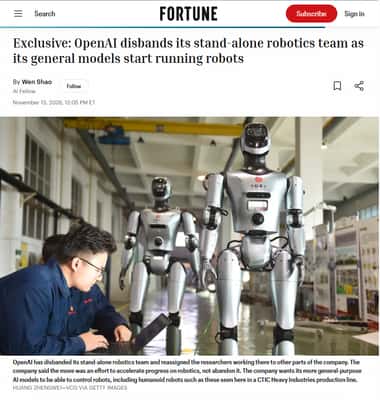 Search
FORTUNE
Subscribe
Sign in
Exclusive: OpenAI disbands its stand-alone robotics team as
its general models start running robots
By Wen Shao
AI Fellow
Follow
November 13, 2026, 12:05 PM ET
OpenAI has disbanded its stand alone robotics team and reassigned the researchers working there to other parts of the company. The
company said the move was an effort to accelerate progress on robotics, not abandon it. The company wants its more general-purpose
AI models to be able to control robots, including humanoid robots such as these seen here in a CTIC Heavy Industries production line.
HUANG ZHENGWEI—VCG VIA GETTY IMAGES